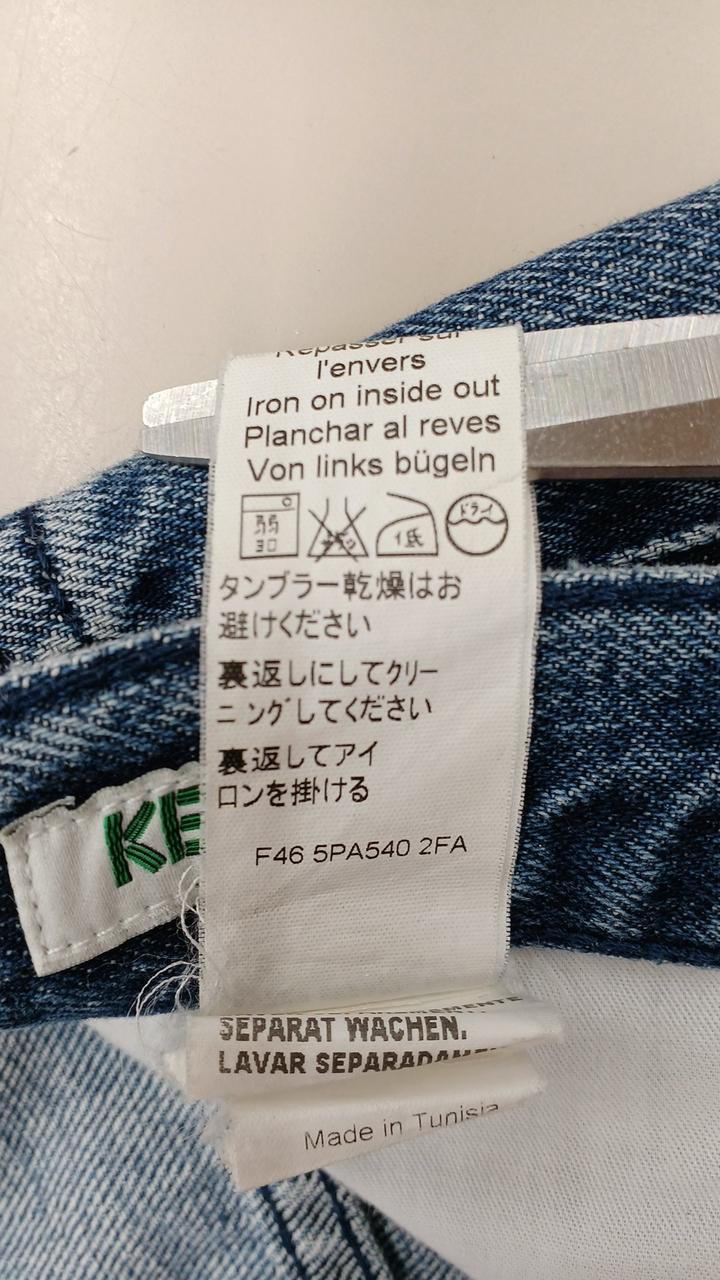 Repasser sur
l'envers
Iron on inside out
Planchar al reves
Von links bügeln
弱
30
低
ドライ
タンブラー乾燥はお
避けください
裏返しにしてクリー
ニングしてください
裏返してアイ
ロンを掛ける
F46 5PA540 2FA
KE
SEPARAT WACHEN.
LAVAR
Made in Tunisia